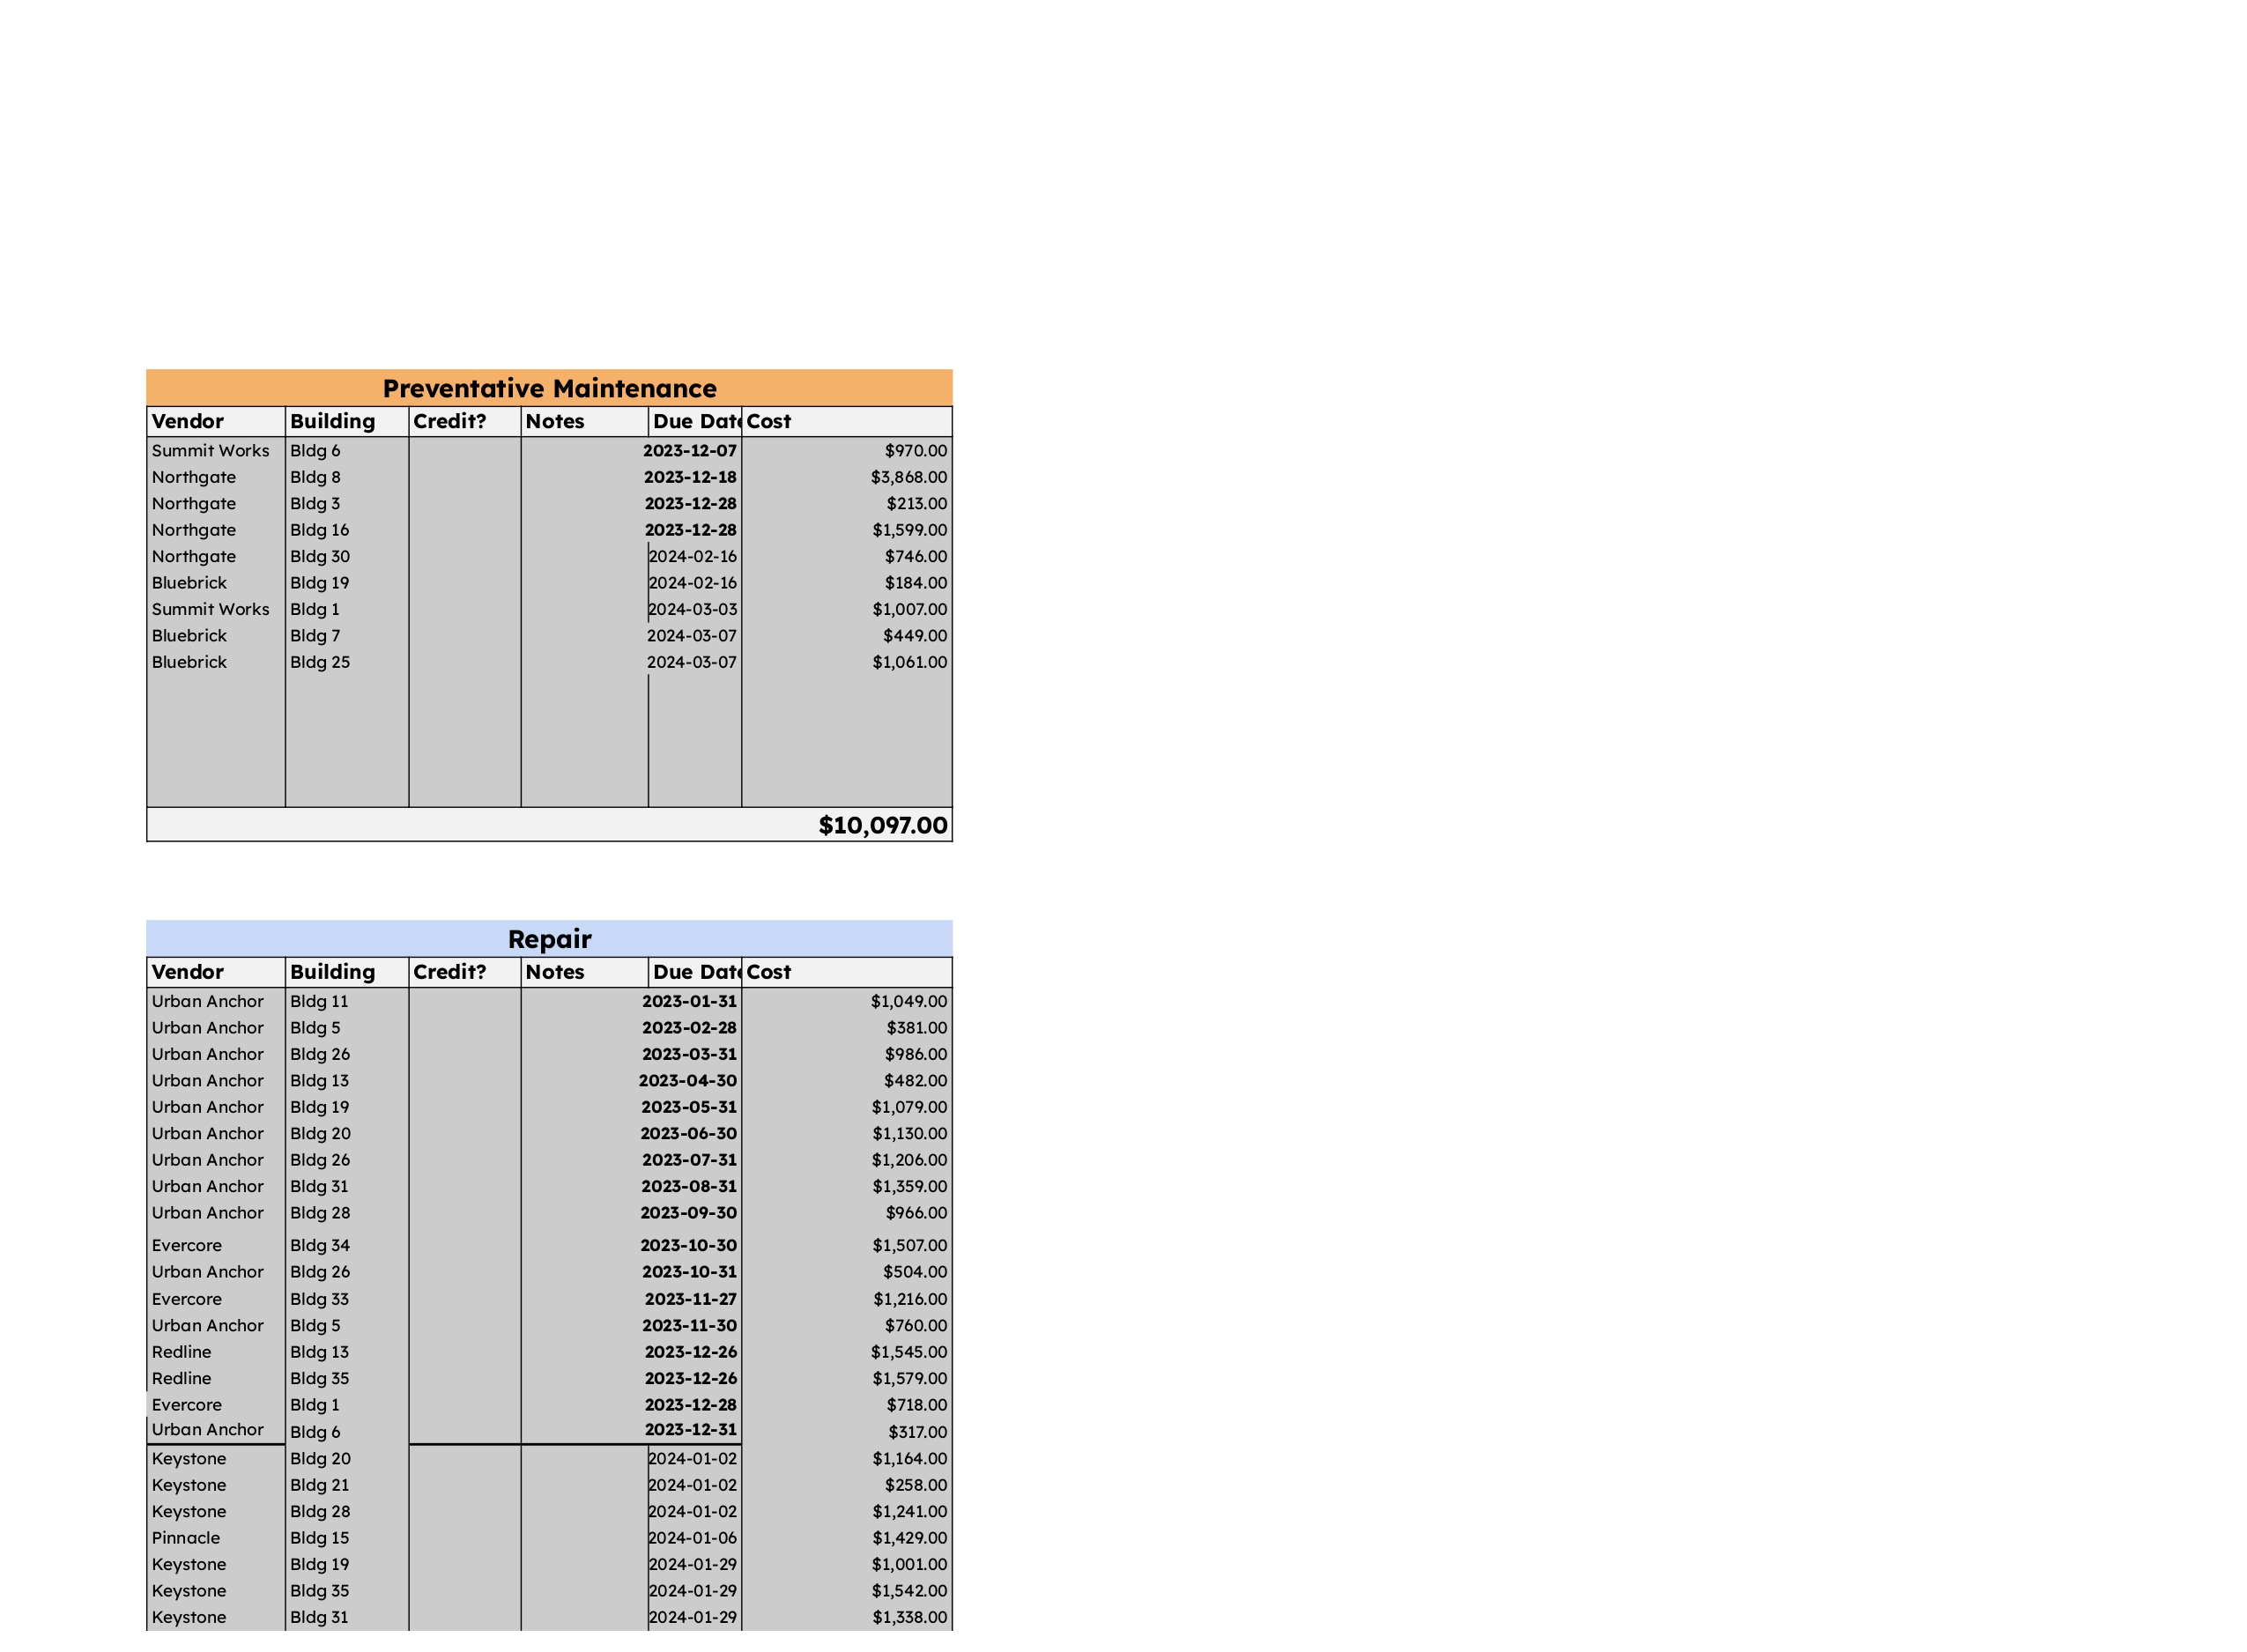 Preventative Maintenance
Vendor Building Credit? Notes Due Date Cost
Summit Works Bldg 6 2023-12-07 $970.00
Northgate Bldg 8 2023-12-18 $3,868.00
Northgate Bldg 3 2023-12-28 $213.00
Northgate Bldg 16 2023-12-28 $1,599.00
Northgate Bldg 30 2024-02-16 $746.00
Bluebrick Bldg 19 2024-02-16 $184.00
Summit Works Bldg 1 2024-03-03 $1,007.00
Bluebrick Bldg 7 2024-03-07 $449.00
Bluebrick Bldg 25 2024-03-07 $1,061.00
$10,097.00
Repair
Vendor Building Credit? Notes Due Date Cost
Urban Anchor Bldg 11 2023-01-31 $1,049.00
Urban Anchor Bldg 5 2023-02-28 $381.00
Urban Anchor Bldg 26 2023-03-31 $986.00
Urban Anchor Bldg 13 2023-04-30 $482.00
Urban Anchor Bldg 19 2023-05-31 $1,079.00
Urban Anchor Bldg 20 2023-06-30 $1,130.00
Urban Anchor Bldg 26 2023-07-31 $1,206.00
Urban Anchor Bldg 31 2023-08-31 $1,359.00
Urban Anchor Bldg 28 2023-09-30 $966.00
Evercore Bldg 34 2023-10-30 $1,507.00
Urban Anchor Bldg 26 2023-10-31 $504.00
Evercore Bldg 33 2023-11-27 $1,216.00
Urban Anchor Bldg 5 2023-11-30 $760.00
Redline Bldg 13 2023-12-26 $1,545.00
Redline Bldg 35 2023-12-26 $1,579.00
Evercore Bldg 1 2023-12-28 $718.00
Urban Anchor Bldg 6 2023-12-31 $317.00
Keystone Bldg 20 2024-01-02 $1,164.00
Keystone Bldg 21 2024-01-02 $258.00
Keystone Bldg 28 2024-01-02 $1,241.00
Pinnacle Bldg 15 2024-01-06 $1,429.00
Keystone Bldg 19 2024-01-29 $1,001.00
Keystone Bldg 35 2024-01-29 $1,542.00
Keystone Bldg 31 2024-01-29 $1,338.00